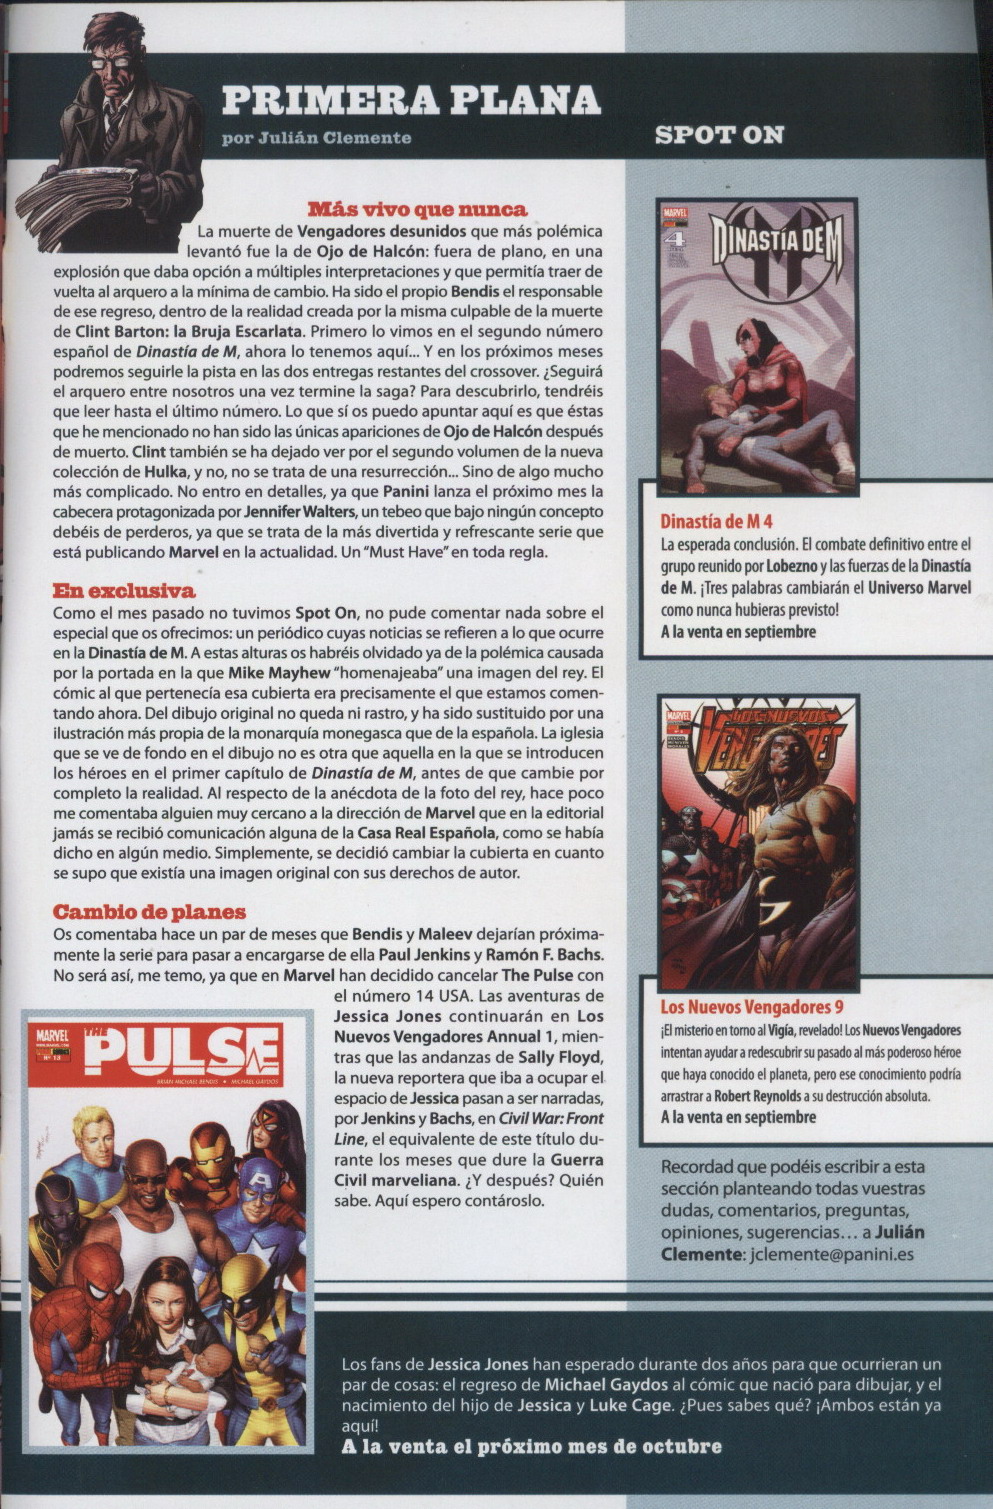 PRIMERA PLANA
por Julián Clemente
SPOT ON
Más vivo que nunca
La muerte de Vengadores desunidos que más polémica
levantó fue la de Ojo de Halcón: fuera de plano, en una
explosión que daba opción a múltiples interpretaciones y que permitía traer de
vuelta al arquero a la mínima de cambio. Ha sido el propio Bendis el responsable
de ese regreso, dentro de la realidad creada por la misma culpable de la muerte
de Clint Barton: la Bruja Escarlata. Primero lo vimos en el segundo número
español de Dinastía de M, ahora lo tenemos aquí... Y en los próximos meses
podremos seguirle la pista en las dos entregas restantes del crossover. ¿Seguirá
el arquero entre nosotros una vez termine la saga? Para descubrirlo, tendréis
que leer hasta el último número. Lo que sí os puedo apuntar aquí es que éstas
que he mencionado no han sido las únicas apariciones de Ojo de Halcón después
de muerto. Clint también se ha dejado ver por el segundo volumen de la nueva
colección de Hulka, y no, no se trata de una resurrección... Sino de algo mucho
más complicado. No entro en detalles, ya que Panini lanza el próximo mes la
cabecera protagonizada por Jennifer Walters, un tebeo que bajo ningún concepto
debéis de perderos, ya que se trata de la más divertida y refrescante serie que
está publicando Marvel en la actualidad. Un "Must Have" en toda regla.
En exclusiva
Como el mes pasado no tuvimos Spot On, no pude comentar nada sobre el
especial que os ofrecimos: un periódico cuyas noticias se refieren a lo que ocurre
en la Dinastía de M. A estas alturas os habréis olvidado ya de la polémica causada
por la portada en la que Mike Mayhew "homenajeaba" una imagen del rey. El
cómic al que pertenecía esa cubierta era precisamente el que estamos comen-
tando ahora. Del dibujo original no queda ni rastro, y ha sido sustituido por una
ilustración más propia de la monarquía monegasca que de la española. La iglesia
que se ve de fondo en el dibujo no es otra que aquella en la que se introducen
los héroes en el primer capítulo de Dinastía de M, antes de que cambie por
completo la realidad. Al respecto de la anécdota de la foto del rey, hace poco
me comentaba alguien muy cercano a la dirección de Marvel que en la editorial
jamás se recibió comunicación alguna de la Casa Real Española, como se había
dicho en algún medio. Simplemente, se decidió cambiar la cubierta en cuanto
se supo que existía una imagen original con sus derechos de autor.
Cambio de planes
Os comentaba hace un par de meses que Bendis y Maleev dejarían próxima-
mente la serie para pasar a encargarse de ella Paul Jenkins y Ramón F. Bachs.
No será así, me temo, ya que en Marvel han decidido cancelar The Pulse con
el número 14 USA. Las aventuras de
Jessica Jones continuarán en Los
Nuevos Vengadores Annual 1, mien-
tras que las andanzas de Sally Floyd,
la nueva reportera que iba a ocupar el
espacio de Jessica pasan a ser narradas,
por Jenkins y Bachs, en Civil War: Front
Line, el equivalente de este título du-
rante los meses que dure la Guerra
Civil marveliana. ¿Y después? Quién
sabe. Aquí espero contároslo.
MARVEL
Nº 13
THE
PULSE
BRIAN MICHAEL BENDIS • MICHAEL GAYDOS
MARVEL
4
DINASTÍA DE M
Dinastía de M 4
La esperada conclusión. El combate definitivo entre el
grupo reunido por Lobezno y las fuerzas de la Dinastía
de M. ¡Tres palabras cambiarán el Universo Marvel
como nunca hubieras previsto!
A la venta en septiembre
MARVEL
LOS NUEVOS
VENGADORES
Los Nuevos Vengadores 9
¡El misterio en torno al Vigía, revelado! Los Nuevos Vengadores
intentan ayudar a redescubrir su pasado al más poderoso héroe
que haya conocido el planeta, pero ese conocimiento podría
arrastrar a Robert Reynolds a su destrucción absoluta.
A la venta en septiembre
Recordad que podéis escribir a esta
sección planteando todas vuestras
dudas, comentarios, preguntas,
opiniones, sugerencias... a Julián
Clemente: jclemente@panini.es
Los fans de Jessica Jones han esperado durante dos años para que ocurrieran un
par de cosas: el regreso de Michael Gaydos al cómic que nació para dibujar, y el
nacimiento del hijo de Jessica y Luke Cage. ¿Pues sabes qué? ¡Ambos están ya
aquí!
A la venta el próximo mes de octubre